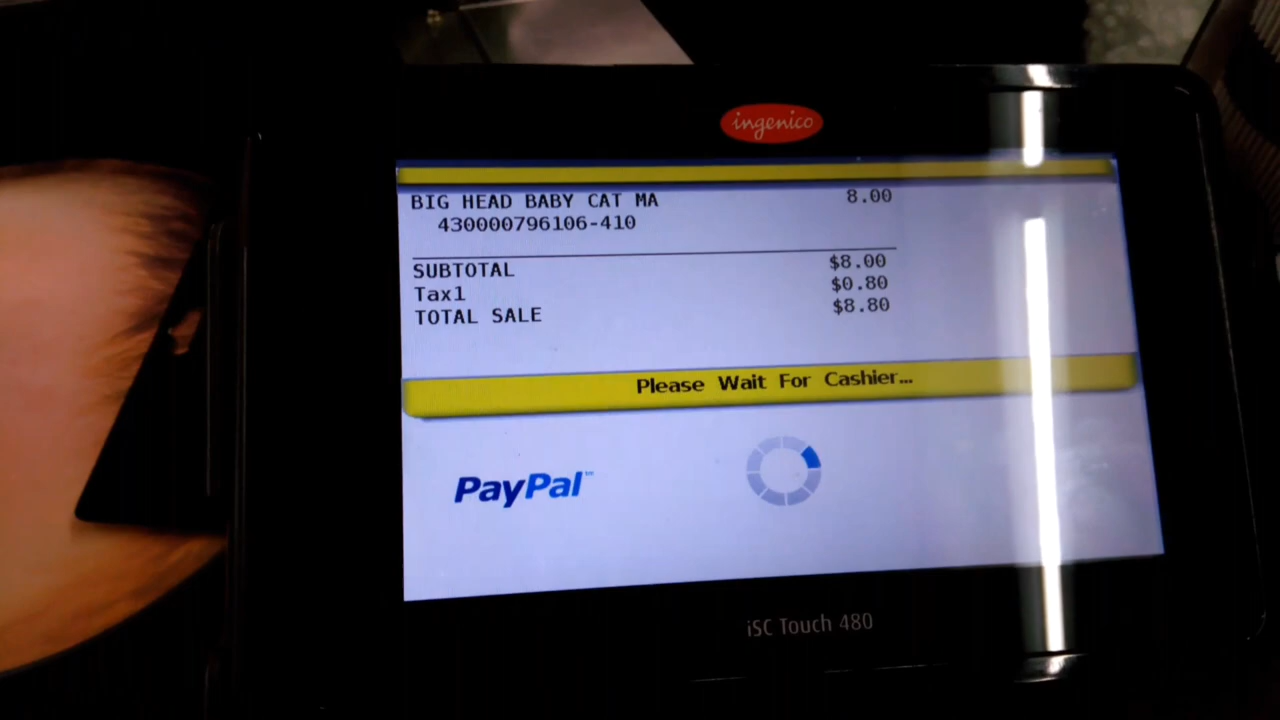 ingenico
BIG HEAD BABY CAT MA 8.00
430000796106-410
SUBTOTAL $8.00
Tax1 $0.80
TOTAL SALE $8.80
Please Wait For Cashier...
PayPal™
iSC Touch 480